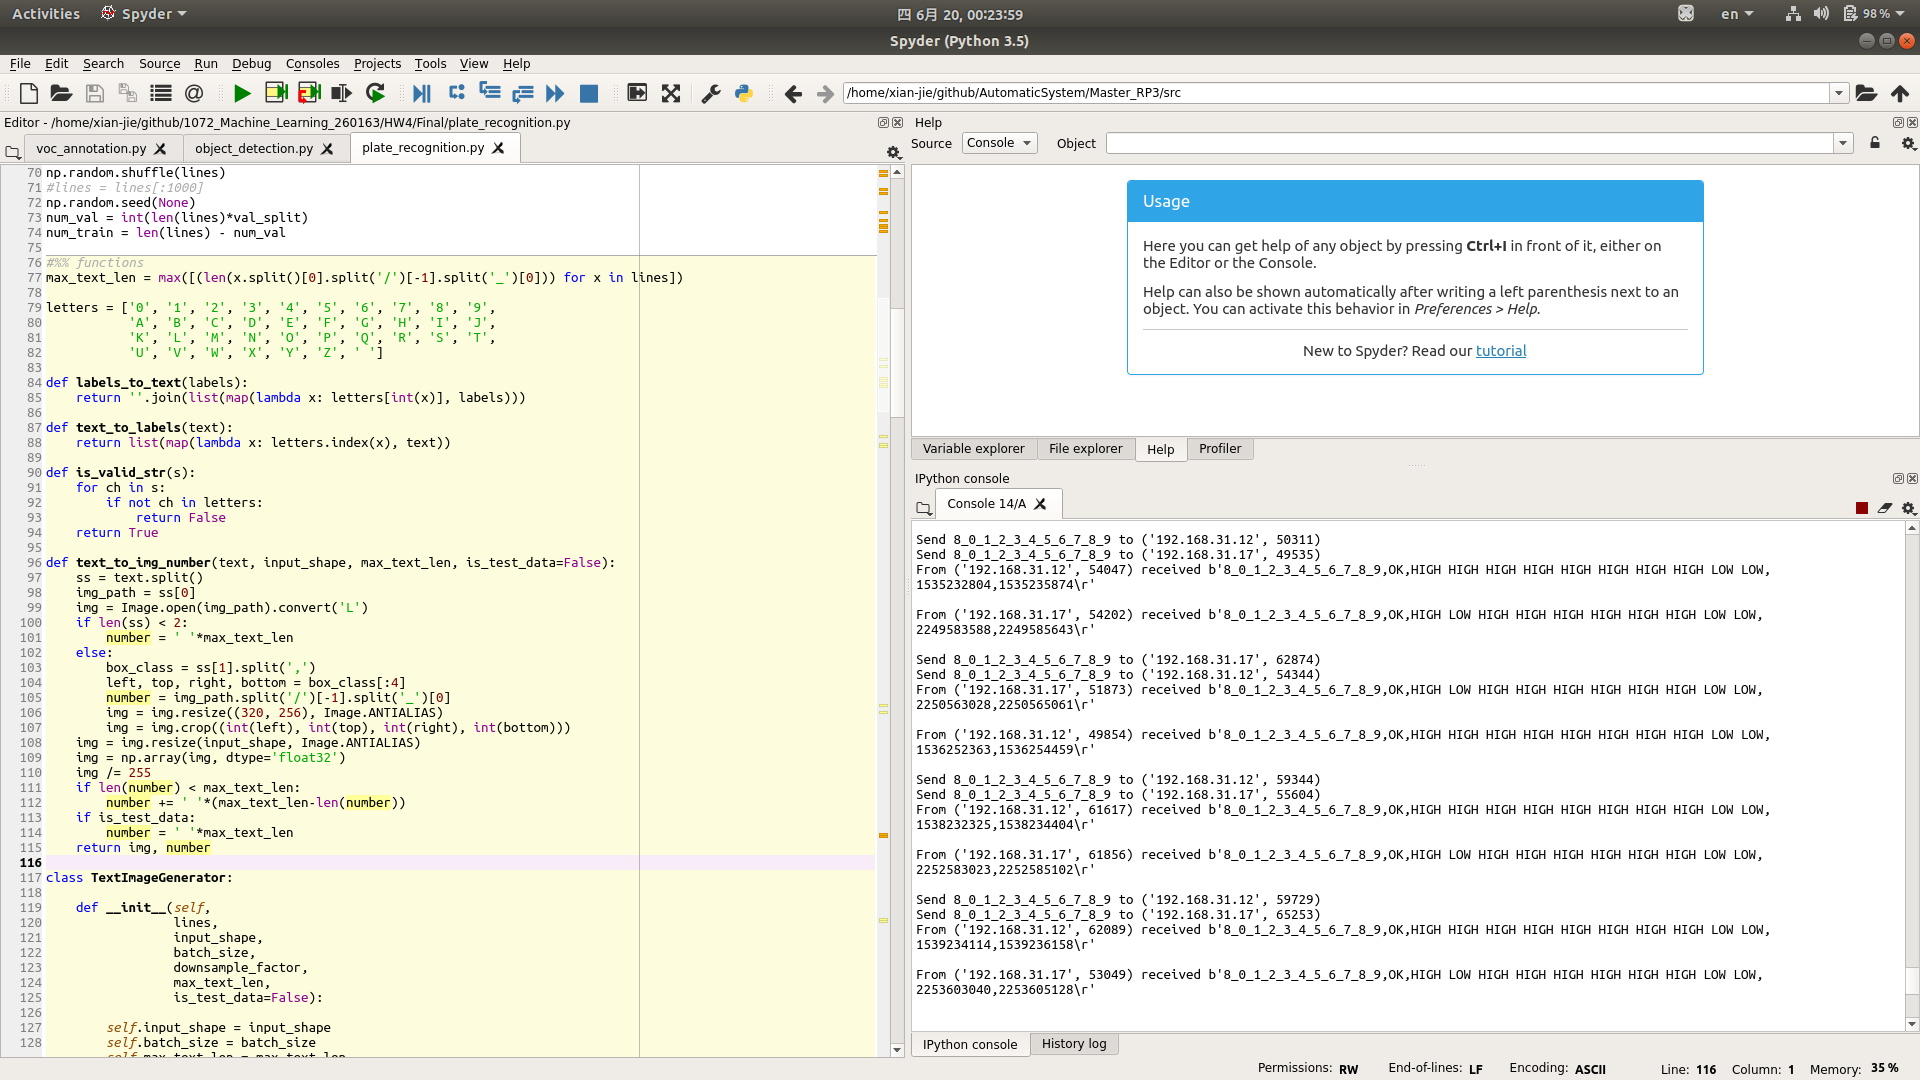 Activities Spyder 四 6月 20, 00:23:59 en 98 %
Spyder (Python 3.5)
File Edit Search Source Run Debug Consoles Projects Tools View Help
/home/xian-jie/github/AutomaticSystem/Master_RP3/src
Editor - /home/xian-jie/github/1072_Machine_Learning_260163/HW4/Final/plate_recognition.py
voc_annotation.py object_detection.py plate_recognition.py
70 np.random.shuffle(lines)
71 #lines = lines[:1000]
72 np.random.seed(None)
73 num_val = int(len(lines)*val_split)
74 num_train = len(lines) - num_val
75
76 #%% functions
77 max_text_len = max([(len(x.split()[0].split('/')[-1].split('_')[0])) for x in lines])
78
79 letters = ['0', '1', '2', '3', '4', '5', '6', '7', '8', '9',
80 'A', 'B', 'C', 'D', 'E', 'F', 'G', 'H', 'I', 'J',
81 'K', 'L', 'M', 'N', 'O', 'P', 'Q', 'R', 'S', 'T',
82 'U', 'V', 'W', 'X', 'Y', 'Z', ' ']
83
84 def labels_to_text(labels):
85 return ''.join(list(map(lambda x: letters[int(x)], labels)))
86
87 def text_to_labels(text):
88 return list(map(lambda x: letters.index(x), text))
89
90 def is_valid_str(s):
91 for ch in s:
92 if not ch in letters:
93 return False
94 return True
95
96 def text_to_img_number(text, input_shape, max_text_len, is_test_data=False):
97 ss = text.split()
98 img_path = ss[0]
99 img = Image.open(img_path).convert('L')
100 if len(ss) < 2:
101 number = ' '*max_text_len
102 else:
103 box_class = ss[1].split(',')
104 left, top, right, bottom = box_class[:4]
105 number = img_path.split('/')[-1].split('_')[0]
106 img = img.resize((320, 256), Image.ANTIALIAS)
107 img = img.crop((int(left), int(top), int(right), int(bottom)))
108 img = img.resize(input_shape, Image.ANTIALIAS)
109 img = np.array(img, dtype='float32')
110 img /= 255
111 if len(number) < max_text_len:
112 number += ' '*(max_text_len-len(number))
113 if is_test_data:
114 number = ' '*max_text_len
115 return img, number
116
117 class TextImageGenerator:
118
119 def __init__(self,
120 lines,
121 input_shape,
122 batch_size,
123 downsample_factor,
124 max_text_len,
125 is_test_data=False):
126
127 self.input_shape = input_shape
128 self.batch_size = batch_size
self.max_text_len = max_text_len
Help
Source Console Object
Usage
Here you can get help of any object by pressing Ctrl+I in front of it, either on
the Editor or the Console.
Help can also be shown automatically after writing a left parenthesis next to an
object. You can activate this behavior in Preferences > Help.
New to Spyder? Read our tutorial
Variable explorer File explorer Help Profiler
IPython console
Console 14/A
Send 8_0_1_2_3_4_5_6_7_8_9 to ('192.168.31.12', 50311)
Send 8_0_1_2_3_4_5_6_7_8_9 to ('192.168.31.17', 49535)
From ('192.168.31.12', 54047) received b'8_0_1_2_3_4_5_6_7_8_9,OK,HIGH HIGH HIGH HIGH HIGH HIGH HIGH HIGH LOW LOW,
1535232804,1535235874\r'
From ('192.168.31.17', 54202) received b'8_0_1_2_3_4_5_6_7_8_9,OK,HIGH LOW HIGH HIGH HIGH HIGH HIGH HIGH LOW LOW,
2249583588,2249585643\r'
Send 8_0_1_2_3_4_5_6_7_8_9 to ('192.168.31.17', 62874)
Send 8_0_1_2_3_4_5_6_7_8_9 to ('192.168.31.12', 54344)
From ('192.168.31.17', 51873) received b'8_0_1_2_3_4_5_6_7_8_9,OK,HIGH LOW HIGH HIGH HIGH HIGH HIGH HIGH LOW LOW,
2250563028,2250565061\r'
From ('192.168.31.12', 49854) received b'8_0_1_2_3_4_5_6_7_8_9,OK,HIGH HIGH HIGH HIGH HIGH HIGH HIGH HIGH LOW LOW,
1536252363,1536254459\r'
Send 8_0_1_2_3_4_5_6_7_8_9 to ('192.168.31.12', 59344)
Send 8_0_1_2_3_4_5_6_7_8_9 to ('192.168.31.17', 55604)
From ('192.168.31.12', 61617) received b'8_0_1_2_3_4_5_6_7_8_9,OK,HIGH HIGH HIGH HIGH HIGH HIGH HIGH HIGH LOW LOW,
1538232325,1538234404\r'
From ('192.168.31.17', 61856) received b'8_0_1_2_3_4_5_6_7_8_9,OK,HIGH LOW HIGH HIGH HIGH HIGH HIGH HIGH LOW LOW,
2252583023,2252585102\r'
Send 8_0_1_2_3_4_5_6_7_8_9 to ('192.168.31.12', 59729)
Send 8_0_1_2_3_4_5_6_7_8_9 to ('192.168.31.17', 65253)
From ('192.168.31.12', 62089) received b'8_0_1_2_3_4_5_6_7_8_9,OK,HIGH HIGH HIGH HIGH HIGH HIGH HIGH HIGH LOW LOW,
1539234114,1539236158\r'
From ('192.168.31.17', 53049) received b'8_0_1_2_3_4_5_6_7_8_9,OK,HIGH LOW HIGH HIGH HIGH HIGH HIGH HIGH LOW LOW,
2253603040,2253605128\r'
IPython console History log
Permissions: RW End-of-lines: LF Encoding: ASCII Line: 116 Column: 1 Memory: 35 %